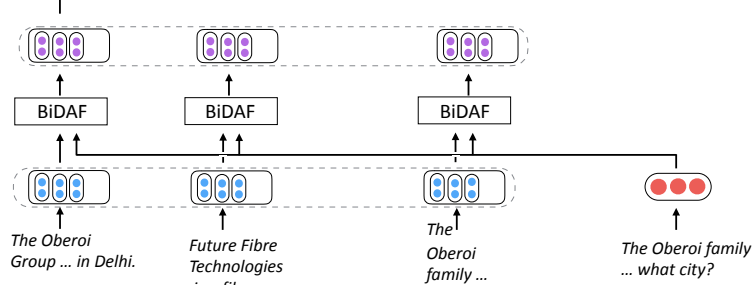 BiDAF
BiDAF
BiDAF
The Oberoi
Group ... in Delhi.
Future Fibre
Technologies
The
Oberoi
family ...
The Oberoi family
... what city?